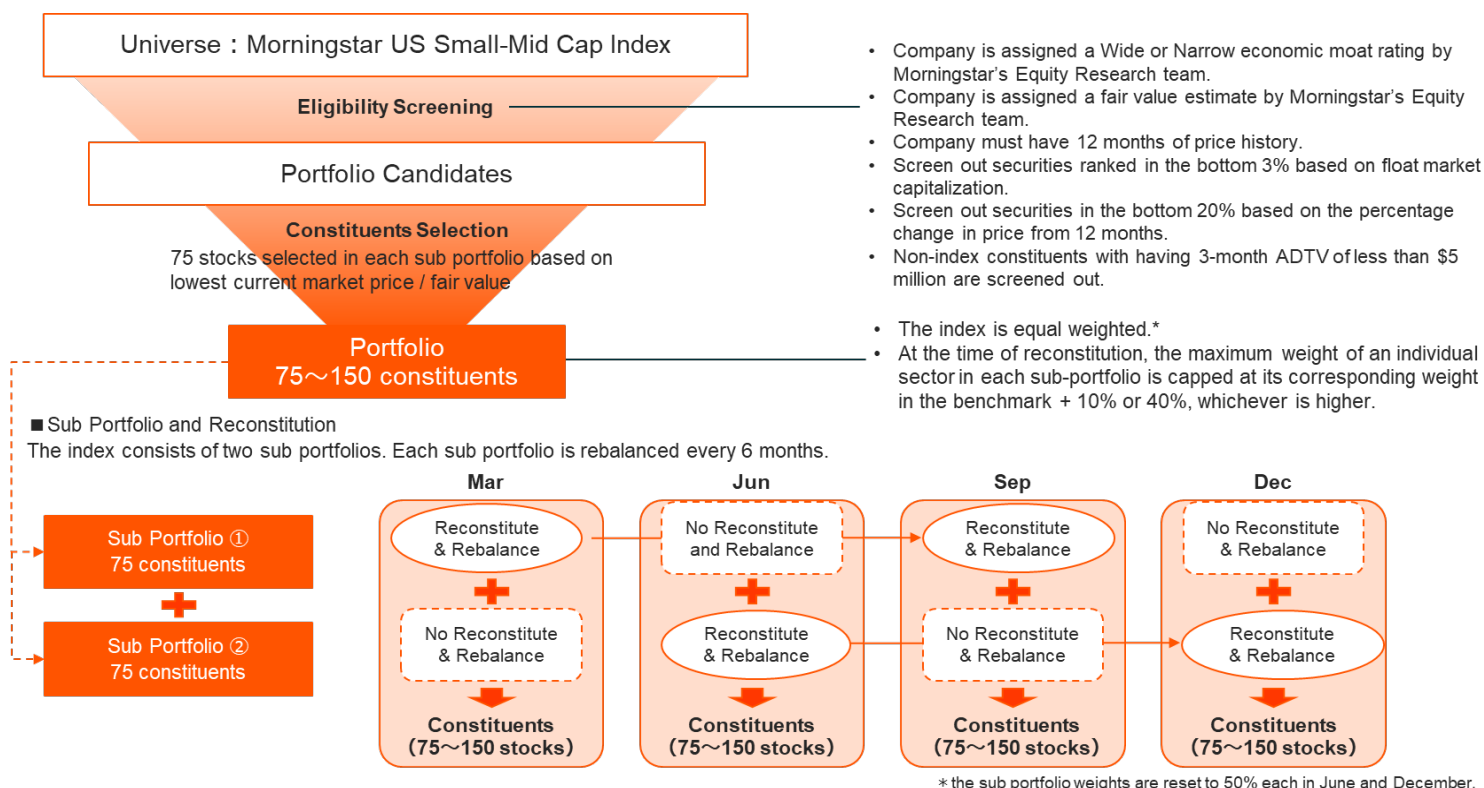 Universe：Morningstar US Small-Mid Cap Index
Eligibility Screening
• Company is assigned a Wide or Narrow economic moat rating by
Morningstar’s Equity Research team.
• Company is assigned a fair value estimate by Morningstar’s Equity
Research team.
• Company must have 12 months of price history.
• Screen out securities ranked in the bottom 3% based on float market
capitalization.
• Screen out securities in the bottom 20% based on the percentage
change in price from 12 months.
• Non-index constituents with having 3-month ADTV of less than $5
million are screened out.
Portfolio Candidates
Constituents Selection
75 stocks selected in each sub portfolio based on
lowest current market price / fair value
Portfolio
75～150 constituents
• The index is equal weighted.*
• At the time of reconstitution, the maximum weight of an individual
sector in each sub-portfolio is capped at its corresponding weight
in the benchmark + 10% or 40%, whichever is higher.
■Sub Portfolio and Reconstitution
The index consists of two sub portfolios. Each sub portfolio is rebalanced every 6 months.
Sub Portfolio ①
75 constituents
Sub Portfolio ②
75 constituents
Mar
Reconstitute
& Rebalance
No Reconstitute
& Rebalance
Constituents
（75～150 stocks）
Jun
No Reconstitute
and Rebalance
Reconstitute
& Rebalance
Constituents
（75～150 stocks）
Sep
Reconstitute
& Rebalance
No Reconstitute
& Rebalance
Constituents
（75～150 stocks）
Dec
No Reconstitute
& Rebalance
Reconstitute
& Rebalance
Constituents
（75～150 stocks）
＊the sub portfolio weights are reset to 50% each in June and December.